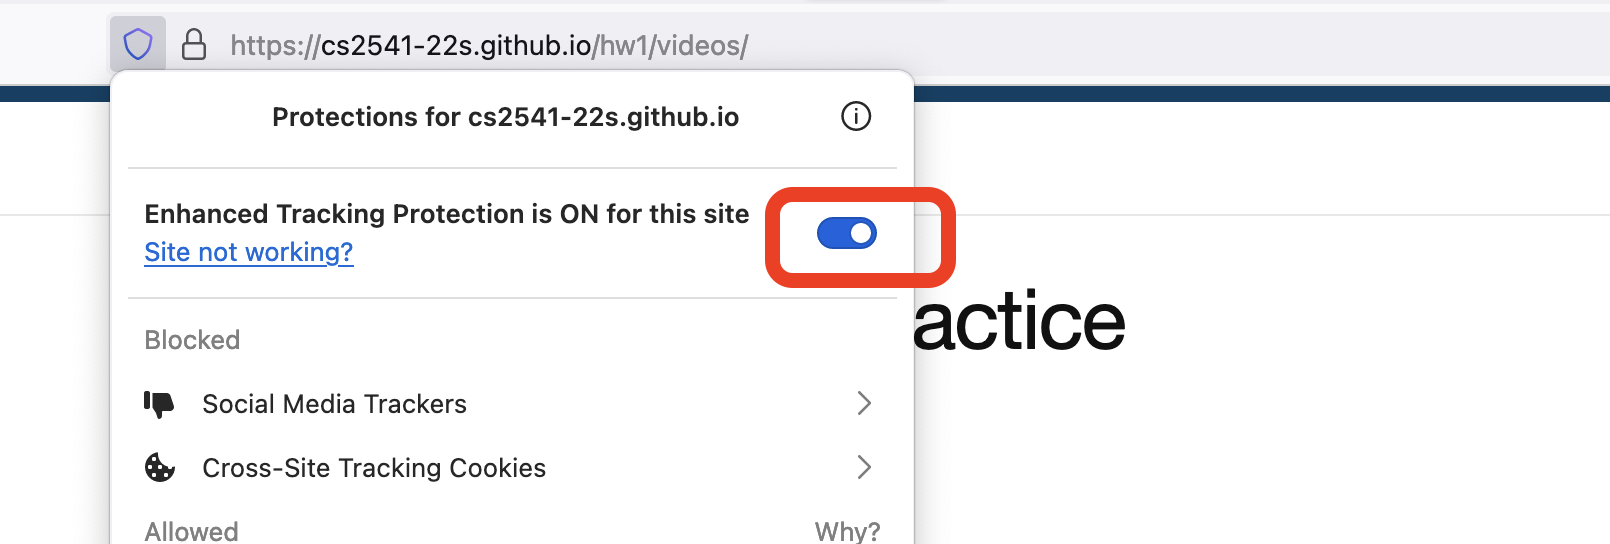 https://cs2541-22s.github.io/hw1/videos/
Protections for cs2541-22s.github.io
Enhanced Tracking Protection is ON for this site
Site not working?
actice
Blocked
Social Media Trackers
Cross-Site Tracking Cookies
Allowed Why?